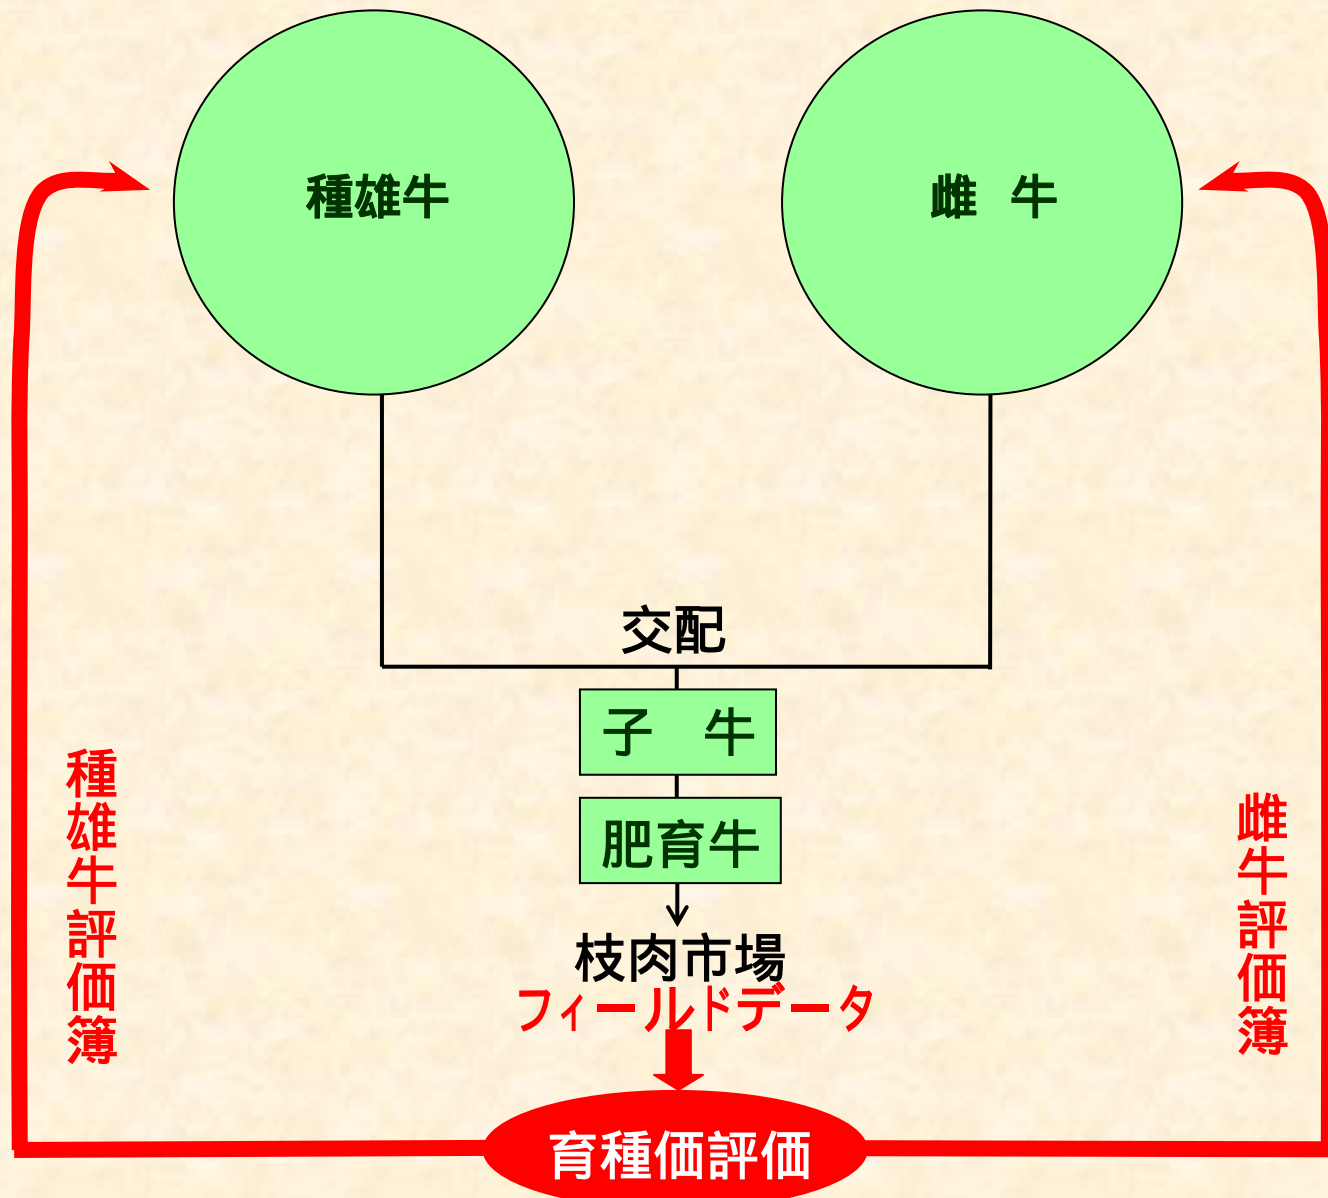 種雄牛
雌 牛
交配
子 牛
肥育牛
枝肉市場
フィールドデータ
種雄牛評価簿
雌牛評価簿
育種価評価